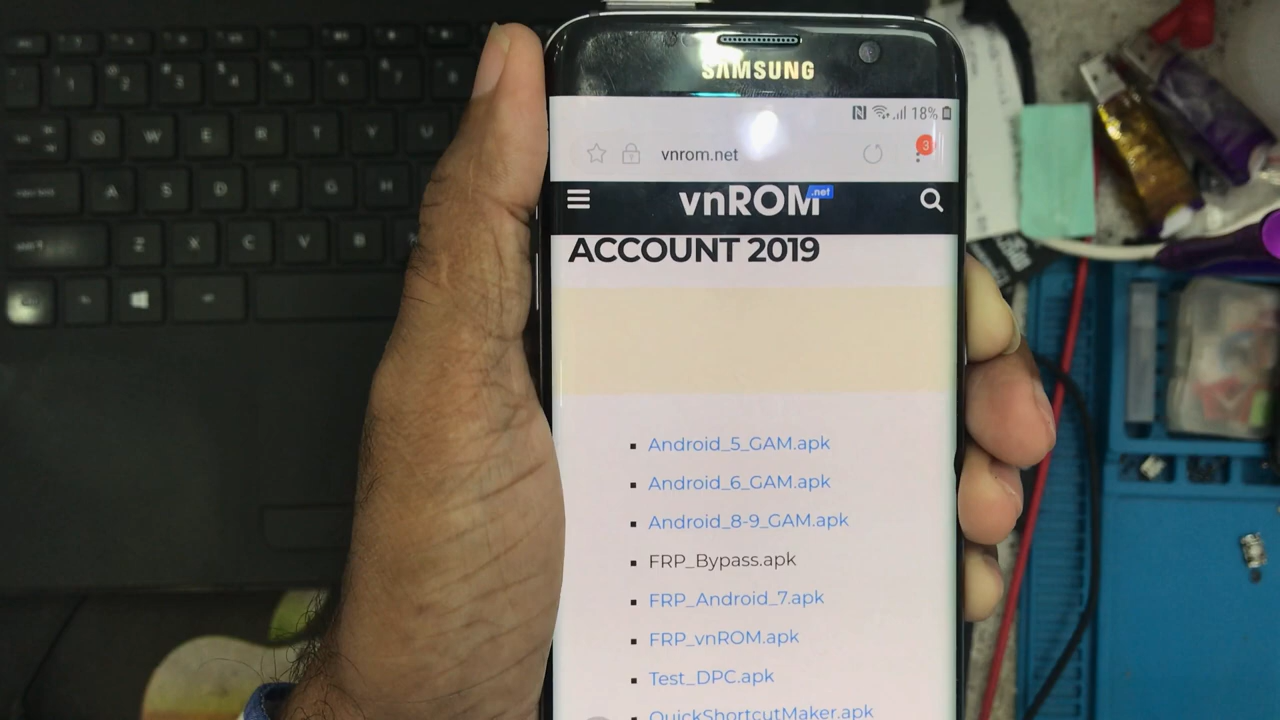 SAMSUNG
18%
vnrom.net
3
vnROM
.net
ACCOUNT 2019
Android_5_GAM.apk
Android_6_GAM.apk
Android_8-9_GAM.apk
FRP_Bypass.apk
FRP_Android_7.apk
FRP_vnROM.apk
Test_DPC.apk
QuickShortcutMaker.apk
Q W E R T Y U
A S D F G H
Z X C V B